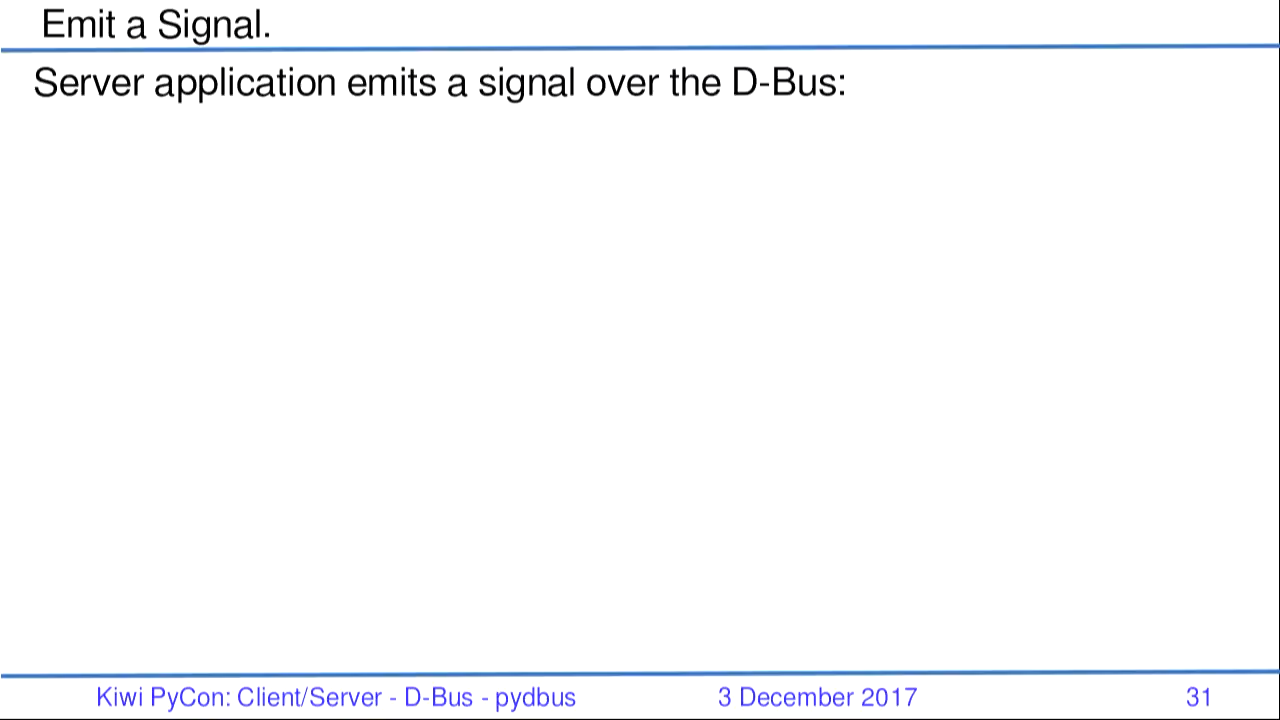 Emit a Signal.
Server application emits a signal over the D-Bus:
Kiwi PyCon: Client/Server - D-Bus - pydbus 3 December 2017 31